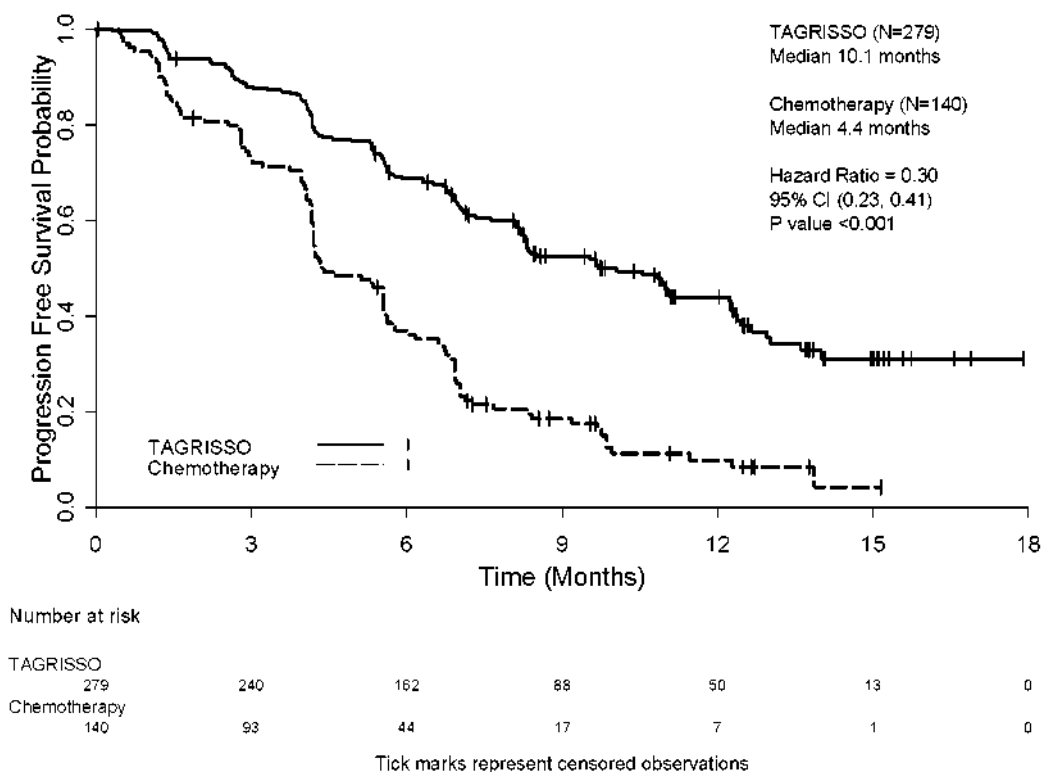 TAGRISSO (N=279)
Median 10.1 months
Chemotherapy (N=140)
Median 4.4 months
Hazard Ratio = 0.30
95% CI (0.23, 0.41)
P value <0.001
Progression Free Survival Probability
1.0
0.8
0.6
0.4
0.2
0.0
TAGRISSO
Chemotherapy
0 3 6 9 12 15 18
Time (Months)
Number at risk
TAGRISSO
279 240 162 88 50 13 0
Chemotherapy
140 93 44 17 7 1 0
Tick marks represent censored observations